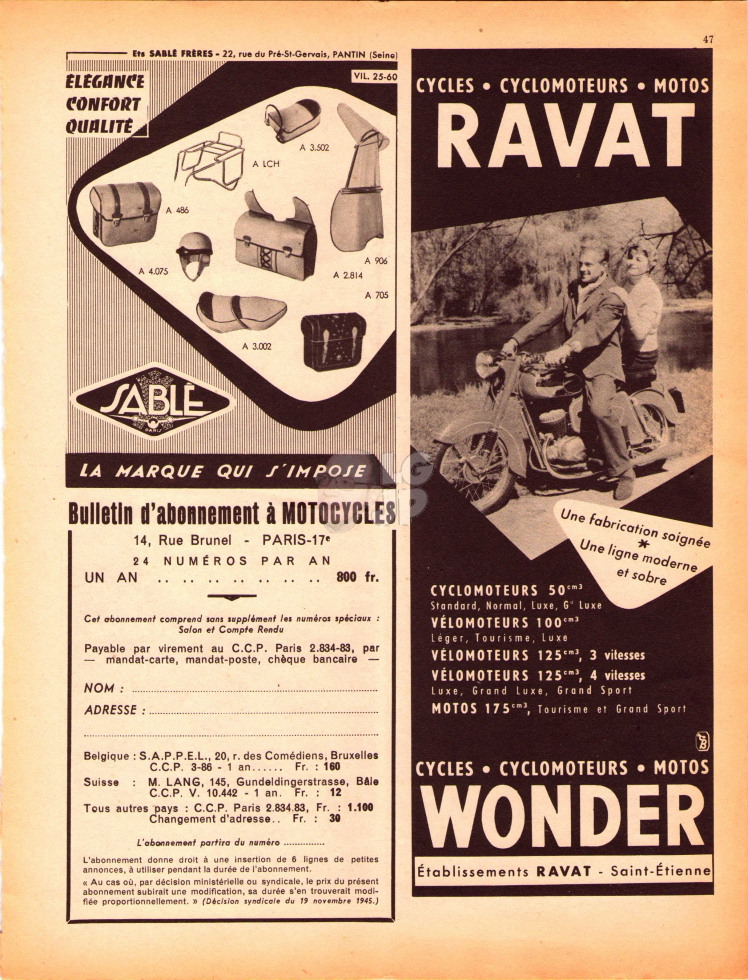 47
Ets SABLÉ FRÈRES - 22, rue du Pré-St-Gervais, PANTIN (Seine)
VIL. 25-60
ÉLÉGANCE
CONFORT
QUALITÉ
A 3.502
A LCH
A 486
A 906
A 4.075
A 2.814
A 705
A 3.002
SABLÉ
PARIS
LA MARQUE QUI S'IMPOSE
Bulletin d'abonnement à MOTOCYCLES
14, Rue Brunel - PARIS-17e
24 NUMÉROS PAR AN
UN AN .. .. .. .. .. .. .. 800 fr.
Cet abonnement comprend sans supplément les numéros spéciaux :
Salon et Compte Rendu
Payable par virement au C.C.P. Paris 2.834-83, par
— mandat-carte, mandat-poste, chèque bancaire —
NOM :
ADRESSE :
Belgique : S.A.P.P.E.L., 20, r. des Comédiens, Bruxelles
C.C.P. 3-86 - 1 an...... Fr. : 160
Suisse : M. LANG, 145, Gundeldingerstrasse, Bâle
C.C.P. V. 10.442 - 1 an. Fr. : 12
Tous autres pays : C.C.P. Paris 2.834.83, Fr. : 1.100
Changement d'adresse.. Fr. : 30
L'abonnement partira du numéro ..............
L'abonnement donne droit à une insertion de 6 lignes de petites
annonces, à utiliser pendant la durée de l'abonnement.
« Au cas où, par décision ministérielle ou syndicale, le prix du présent
abonnement subirait une modification, sa durée s'en trouverait modi-
fiée proportionnellement. » (Décision syndicale du 19 novembre 1945.)
CYCLES • CYCLOMOTEURS • MOTOS
RAVAT
Une fabrication soignée
*
Une ligne moderne
et sobre
CYCLOMOTEURS 50cm3
Standard, Normal, Luxe, Gd Luxe
VÉLOMOTEURS 100cm3
Léger, Tourisme, Luxe
VÉLOMOTEURS 125cm3, 3 vitesses
VÉLOMOTEURS 125cm3, 4 vitesses
Luxe, Grand Luxe, Grand Sport
MOTOS 175cm3, Tourisme et Grand Sport
CYCLES • CYCLOMOTEURS • MOTOS
WONDER
Établissements RAVAT - Saint-Étienne